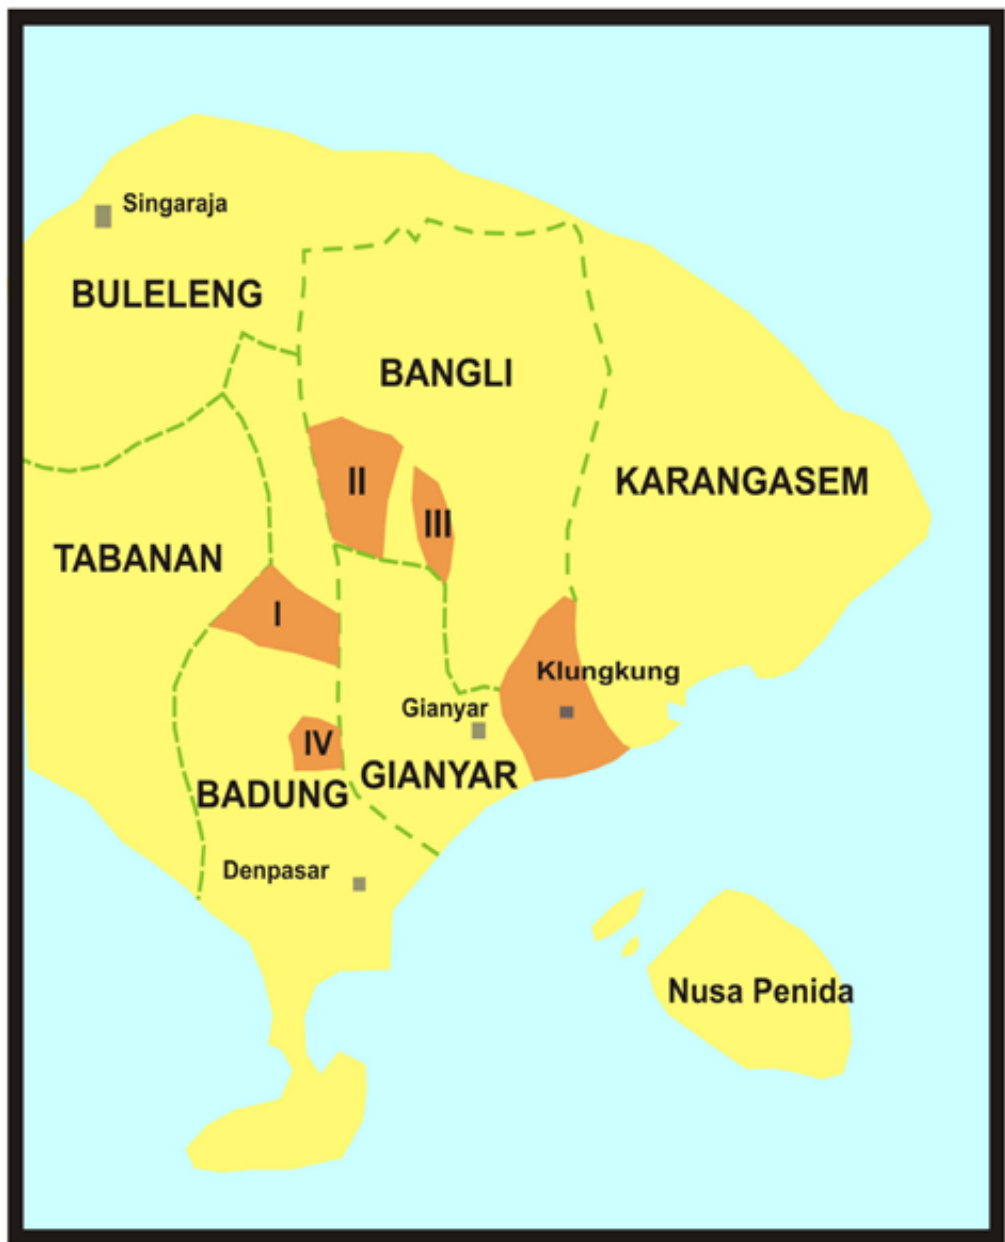 Singaraja
BULELENG
BANGLI
II
KARANGASEM
III
TABANAN
I
Klungkung
Gianyar
IV
GIANYAR
BADUNG
Denpasar
Nusa Penida